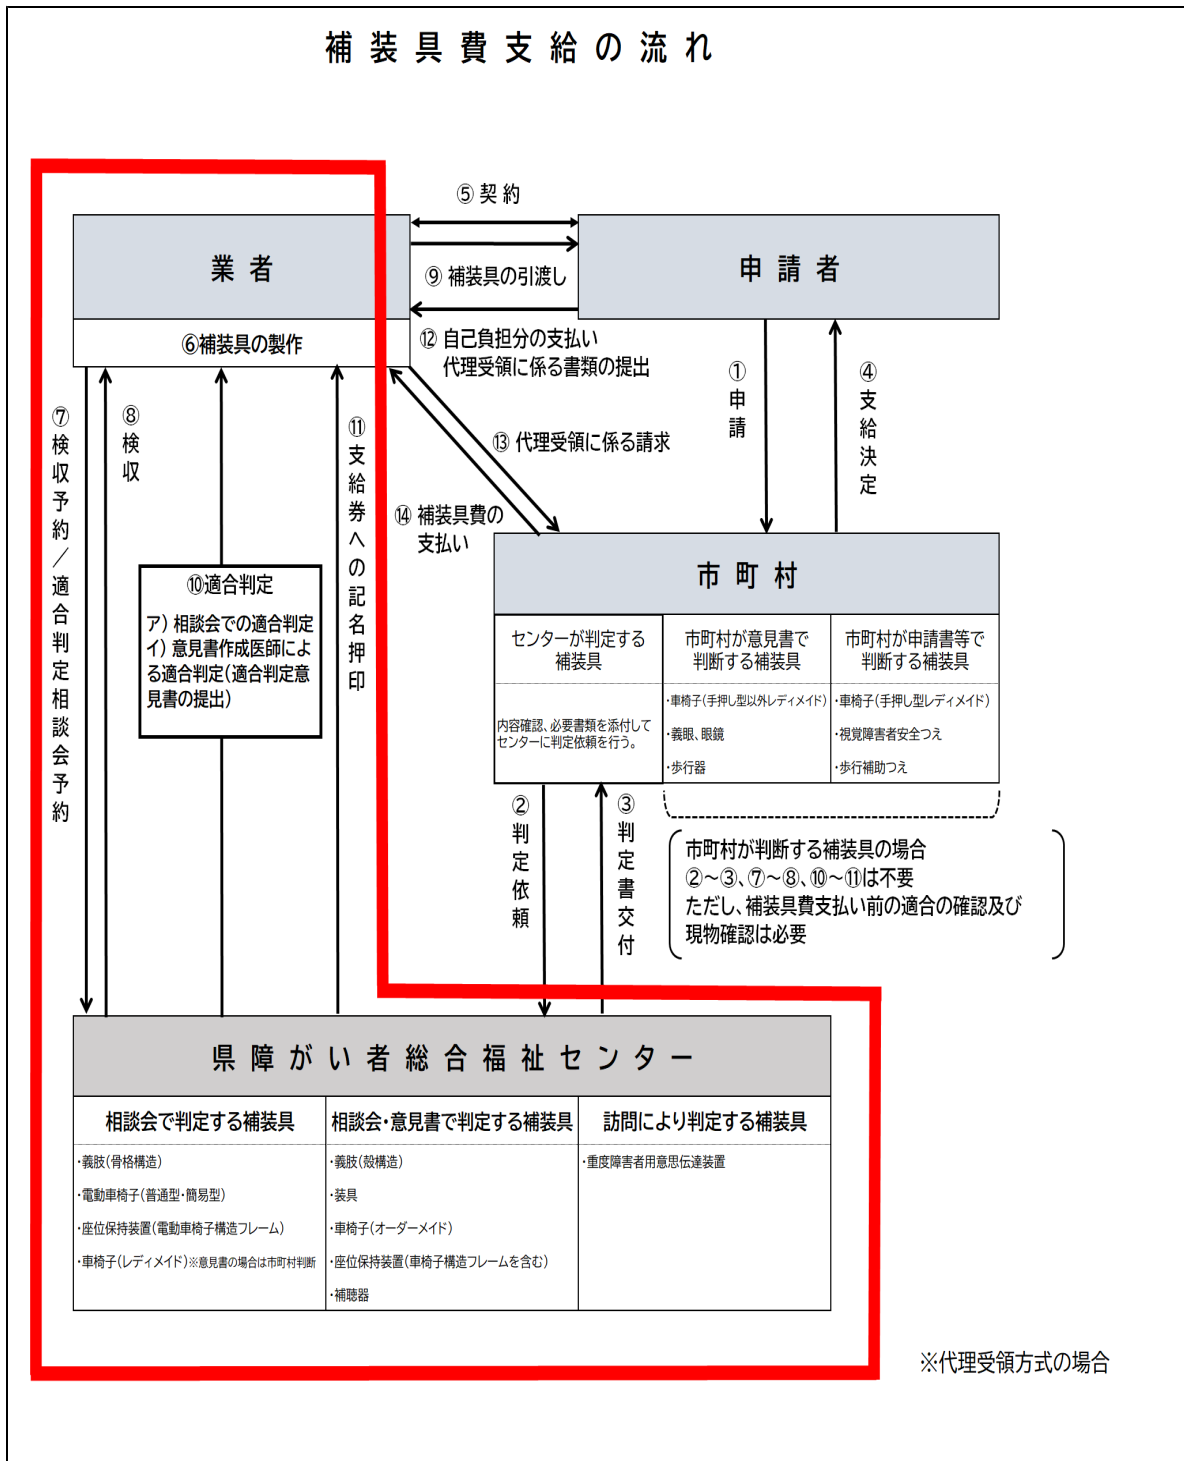 補装具費支給の流れ
⑤ 契 約
業 者
申 請 者
⑨ 補装具の引渡し
⑥補装具の製作
⑫ 自己負担分の支払い
代理受領に係る書類の提出
①申請
④支給決定
⑦検収予約/適合判定相談会予約
⑧検収
⑪支給券への記名押印
⑬ 代理受領に係る請求
⑭ 補装具費の
支払い
⑩適合判定
ア) 相談会での適合判定
イ) 意見書作成医師によ
る適合判定(適合判定意
見書の提出)
市 町 村
センターが判定する
補装具
市町村が意見書で
判断する補装具
市町村が申請書等で
判断する補装具
内容確認、必要書類を添付して
センターに判定依頼を行う。
・車椅子(手押し型以外レディメイド)
・義眼、眼鏡
・歩行器
・車椅子(手押し型レディメイド)
・視覚障害者安全つえ
・歩行補助つえ
②判定依頼
③判定書交付
市町村が判断する補装具の場合
②~③、⑦~⑧、⑩~⑪は不要
ただし、補装具費支払い前の適合の確認及び
現物確認は必要
県障がい者総合福祉センター
相談会で判定する補装具
・義肢(骨格構造)
・電動車椅子(普通型・簡易型)
・座位保持装置(電動車椅子構造フレーム)
・車椅子(レディメイド)※意見書の場合は市町村判断
相談会・意見書で判定する補装具
・義肢(殻構造)
・装具
・車椅子(オーダーメイド)
・座位保持装置(車椅子構造フレームを含む)
・補聴器
訪問により判定する補装具
・重度障害者用意思伝達装置
※代理受領方式の場合